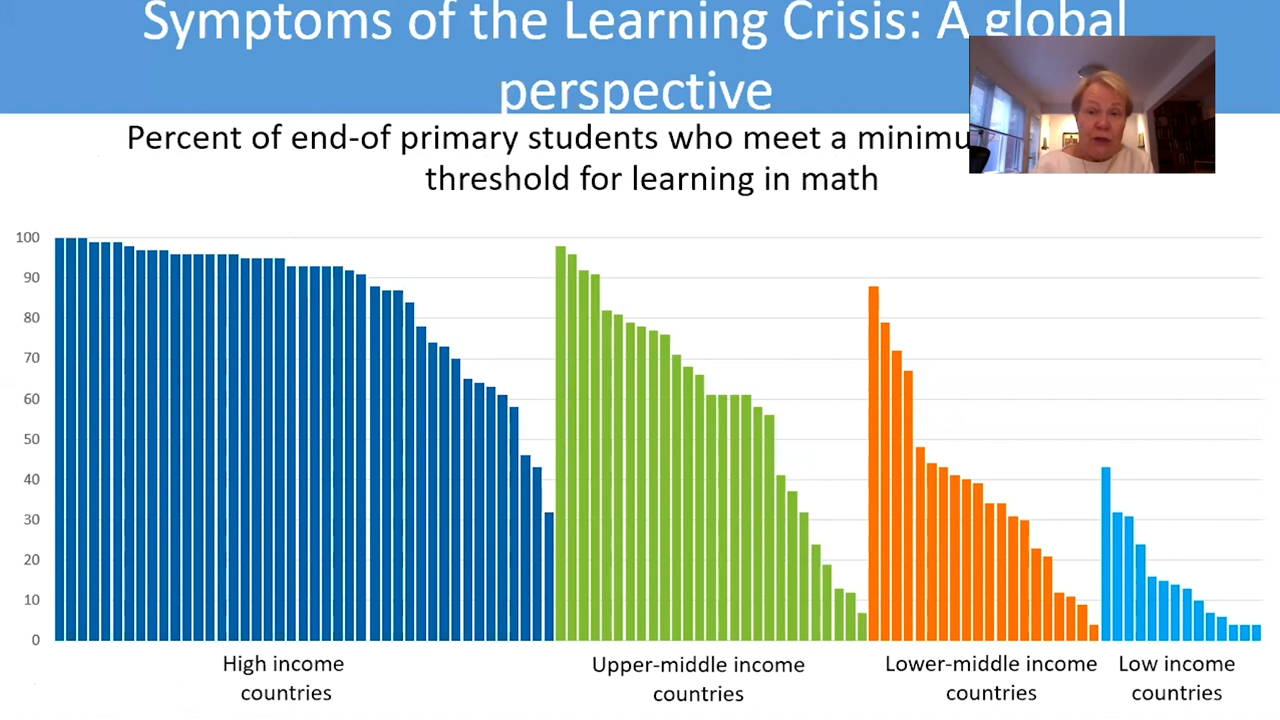 Symptoms of the Learning Crisis: A global
perspective
Percent of end-of primary students who meet a
threshold for learning in math
100
90
80
70
60
50
40
30
20
10
0
High income
countries
Upper-middle income
countries
Lower-middle income
countries
Low income
countries